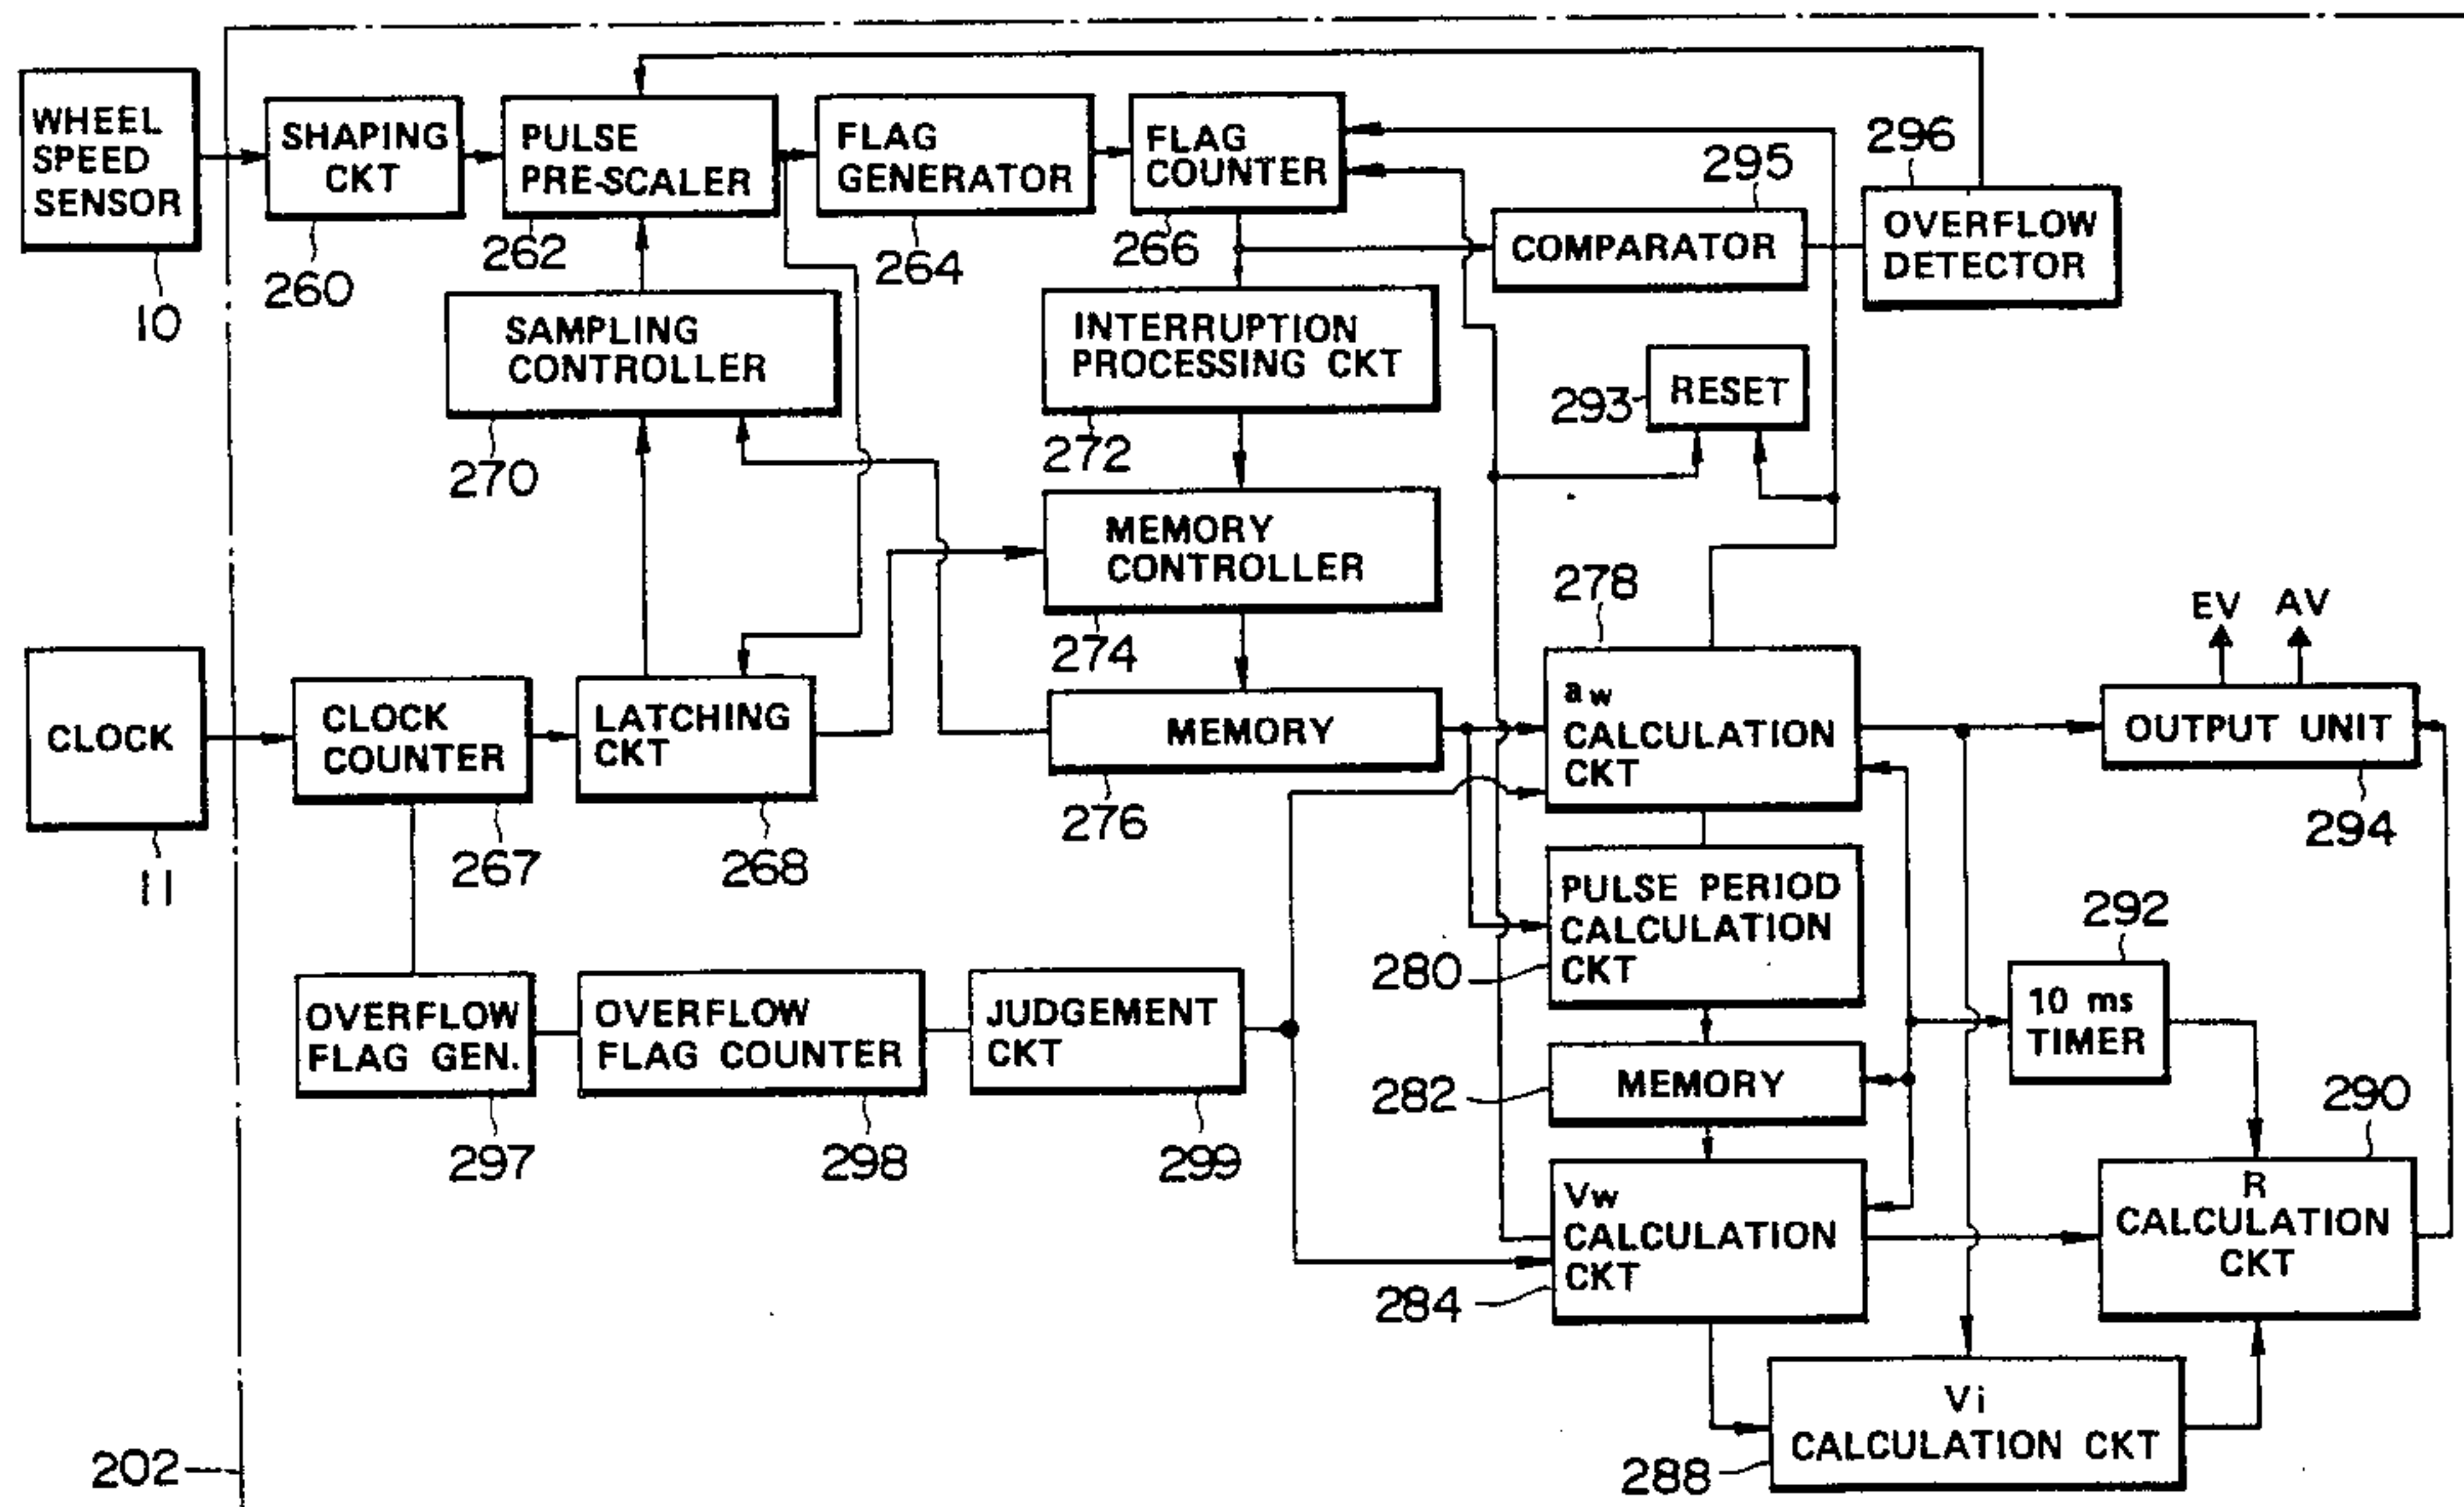 WHEEL
SPEED
SENSOR
10
SHAPING
CKT
260
PULSE
PRE-SCALER
262
FLAG
GENERATOR
264
FLAG
COUNTER
266
295
COMPARATOR
296
OVERFLOW
DETECTOR
SAMPLING
CONTROLLER
270
INTERRUPTION
PROCESSING CKT
272
293
RESET
MEMORY
CONTROLLER
274
CLOCK
11
CLOCK
COUNTER
267
LATCHING
CKT
268
MEMORY
276
278
aw
CALCULATION
CKT
EV AV
OUTPUT UNIT
294
PULSE PERIOD
CALCULATION
CKT
280
292
10 ms
TIMER
OVERFLOW
FLAG GEN.
297
OVERFLOW
FLAG COUNTER
298
JUDGEMENT
CKT
299
MEMORY
282
290
R
CALCULATION
CKT
Vw
CALCULATION
CKT
284
Vi
CALCULATION CKT
288
202